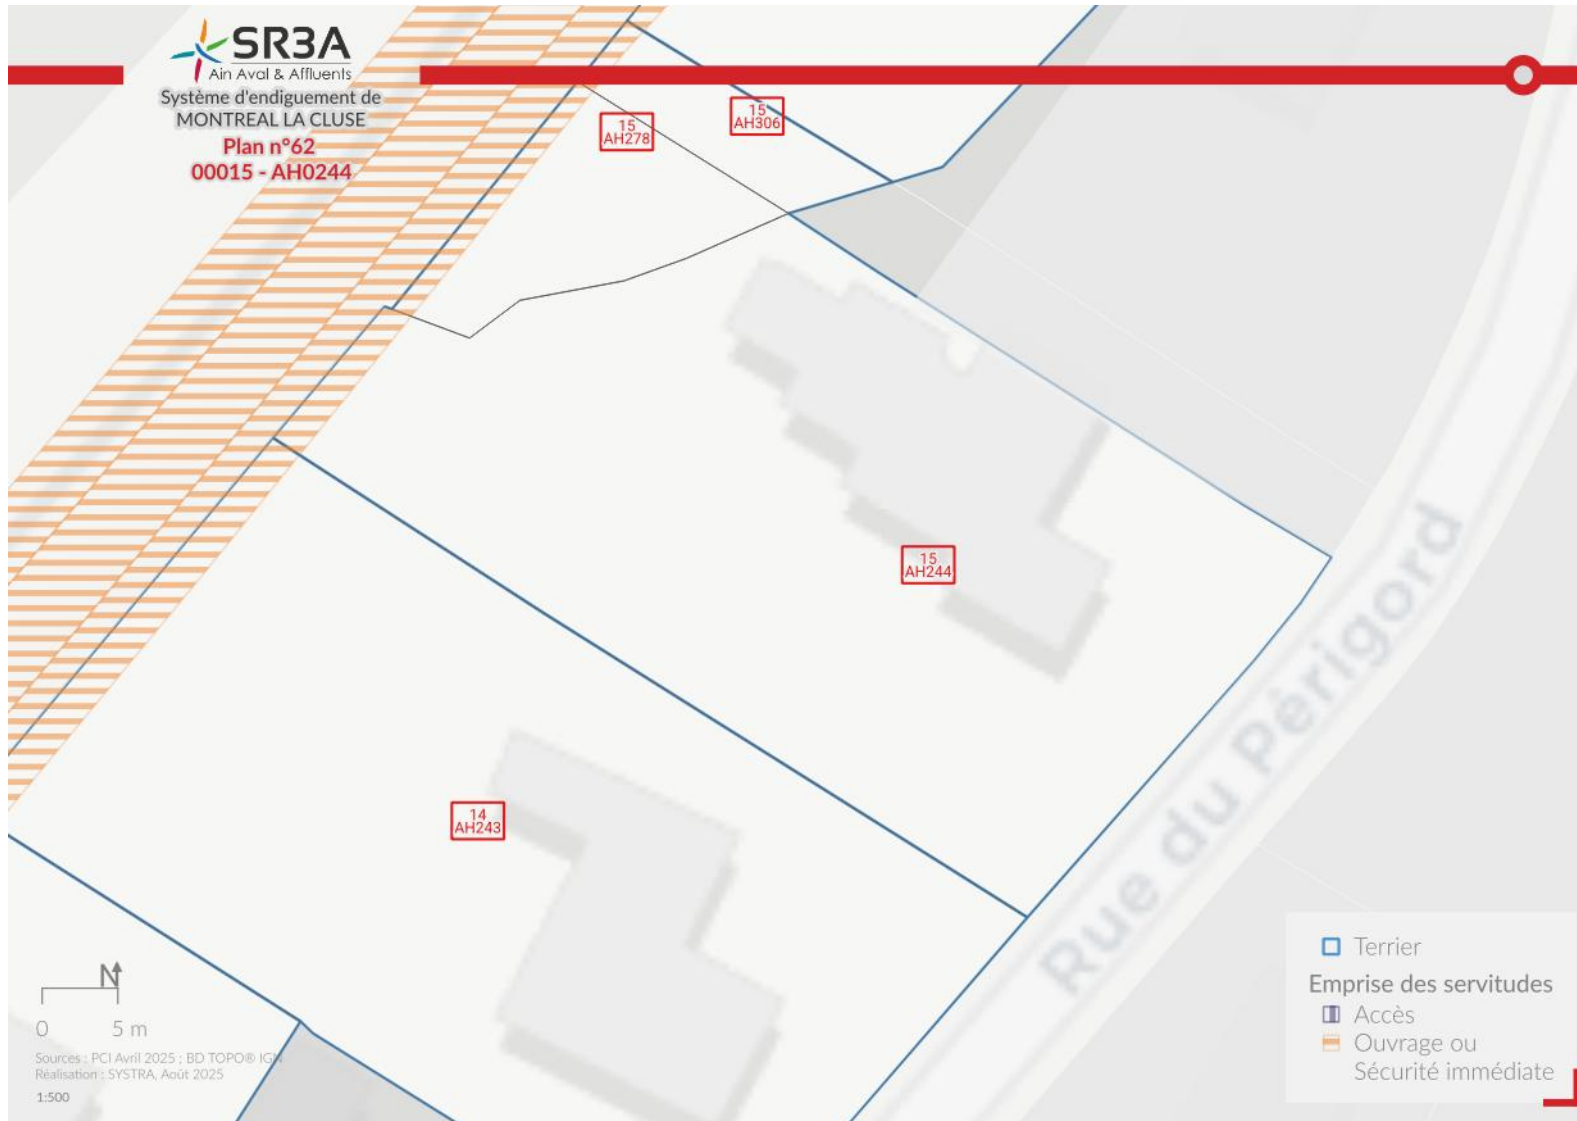 SR3A
Ain Aval & Affluents
Système d'endiguement de
MONTREAL LA CLUSE
Plan n°62
00015 - AH0244
15
AH278
15
AH306
15
AH244
14
AH243
Rue du Périgord
N
0 5 m
Sources : PCI Avril 2025 ; BD TOPO® IGN
Réalisation : SYSTRA, Août 2025
1:500
Terrier
Emprise des servitudes
Accès
Ouvrage ou
Sécurité immédiate